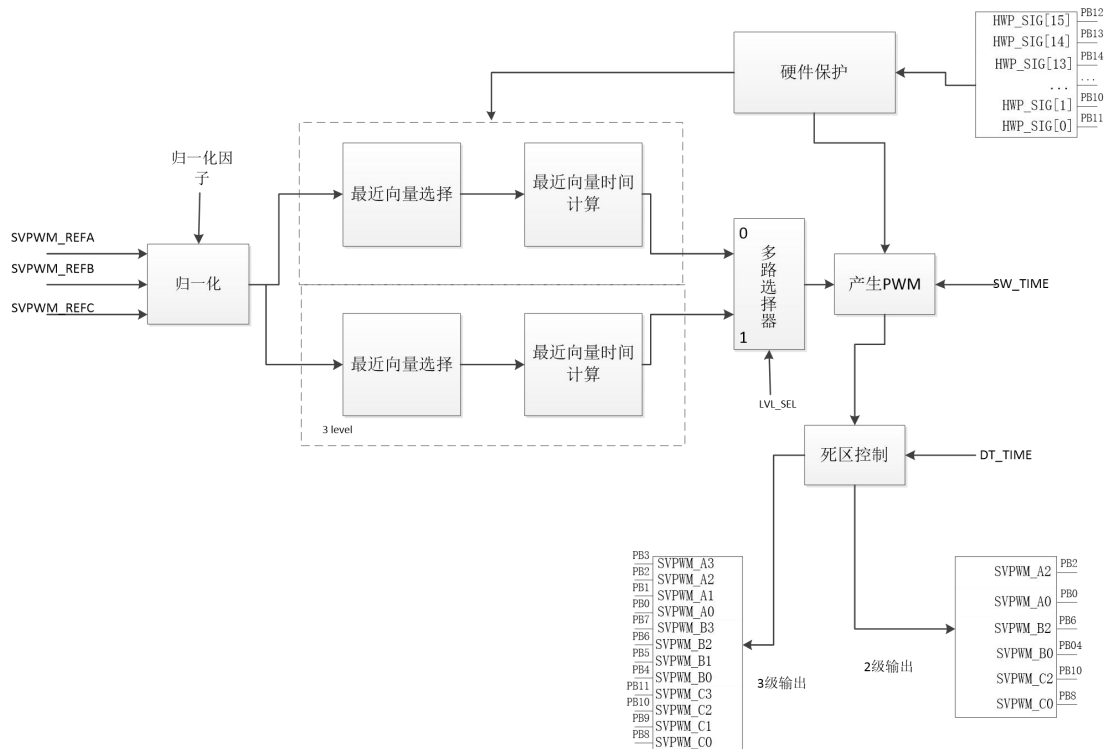 HWP_SIG[15]
PB12
HWP_SIG[14]
PB13
HWP_SIG[13]
PB14
...
...
HWP_SIG[1]
PB10
HWP_SIG[0]
PB11
硬件保护
归一化因
子
最近向量选择
最近向量时间
计算
SVPWM_REFA
SVPWM_REFB
SVPWM_REFC
归一化
0
多路选择器
1
产生PWM
SW_TIME
最近向量选择
最近向量时间
计算
3 level
LVL_SEL
死区控制
DT_TIME
PB3
SVPWM_A3
PB2
SVPWM_A2
PB1
SVPWM_A1
PB0
SVPWM_A0
PB7
SVPWM_B3
PB6
SVPWM_B2
PB5
SVPWM_B1
PB4
SVPWM_B0
PB11
SVPWM_C3
PB10
SVPWM_C2
PB9
SVPWM_C1
PB8
SVPWM_C0
3级输出
2级输出
SVPWM_A2
PB2
SVPWM_A0
PB0
SVPWM_B2
PB6
SVPWM_B0
PB04
SVPWM_C2
PB10
SVPWM_C0
PB8